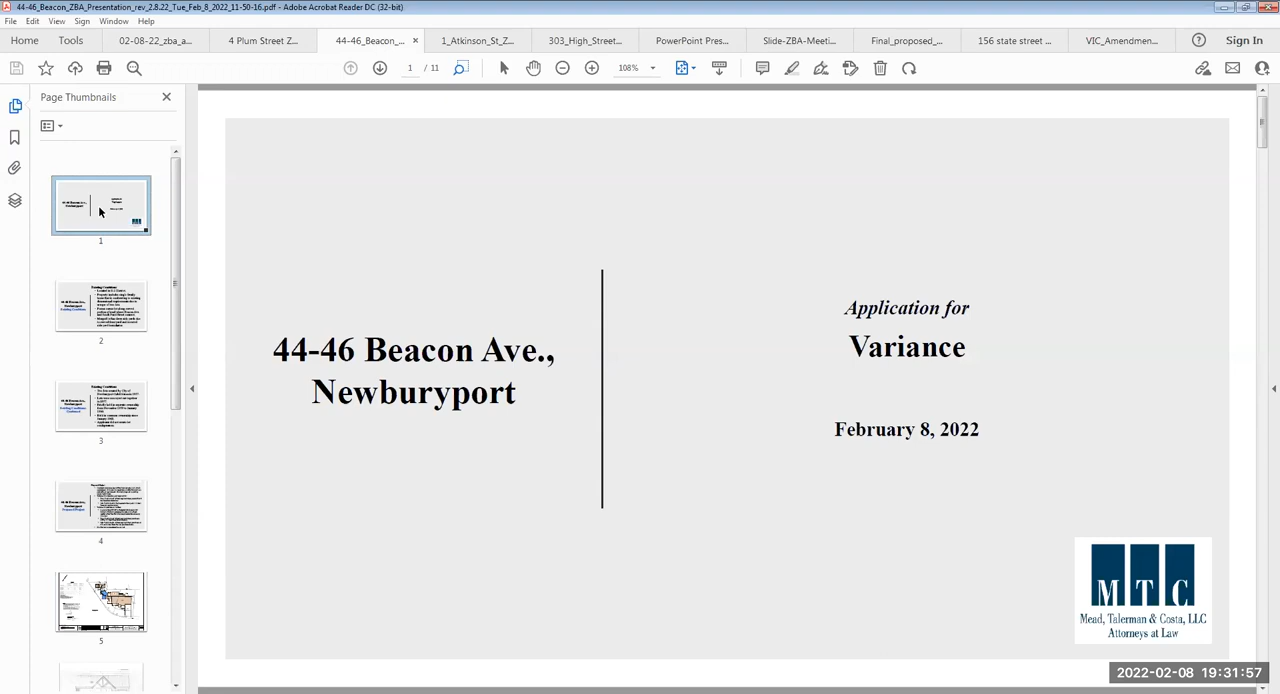 44-46_Beacon_ZBA_Presentation_rev_2.8.22_Tue_Feb_8_2022_11-50-16.pdf - Adobe Acrobat Reader DC (32-bit)
File Edit View Sign Window Help
Home Tools 02-08-22_zba_a... 4 Plum Street Z... 44-46_Beacon_... × 1_Atkinson_St_Z... 303_High_Street... PowerPoint Pres... Slide-ZBA-Meeti... Final_proposed_... 156 state street ... VIC_Amendmen... Sign In
1 / 11 108%
Page Thumbnails
1
2
3
4
5
44-46 Beacon Ave.,
Newburyport
Application for
Variance
February 8, 2022
M T C
Mead, Talerman & Costa, LLC
Attorneys at Law
2022-02-08 19:31:57